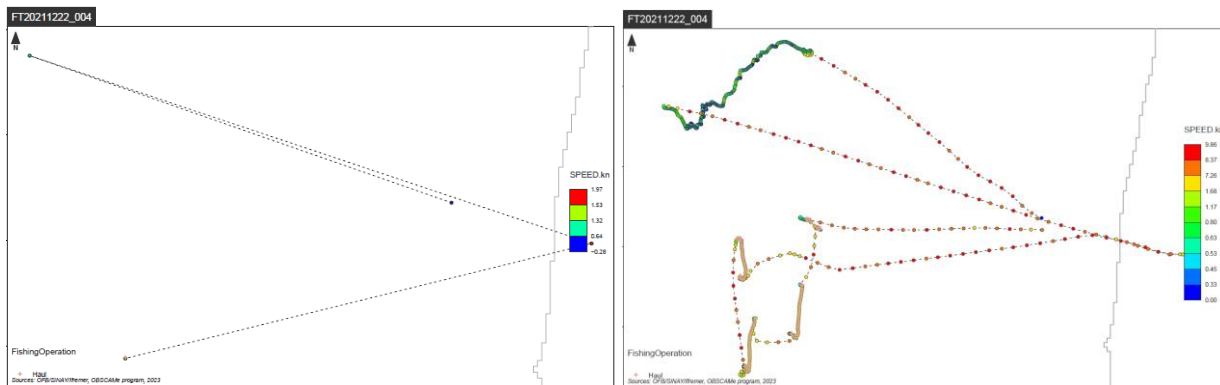 FT20211222_004
N
SPEED.kn
1.97
1.53
1.32
0.64
-0.28
FishingOperation
Haul
Sources: OFB/SINAY/Ifremer, OBSCAMe program, 2023
FT20211222_004
N
SPEED.kn
9.86
8.37
7.26
1.68
1.17
0.80
0.63
0.53
0.45
0.33
0.00
FishingOperation
Haul
Sources: OFB/SINAY/Ifremer, OBSCAMe program, 2023